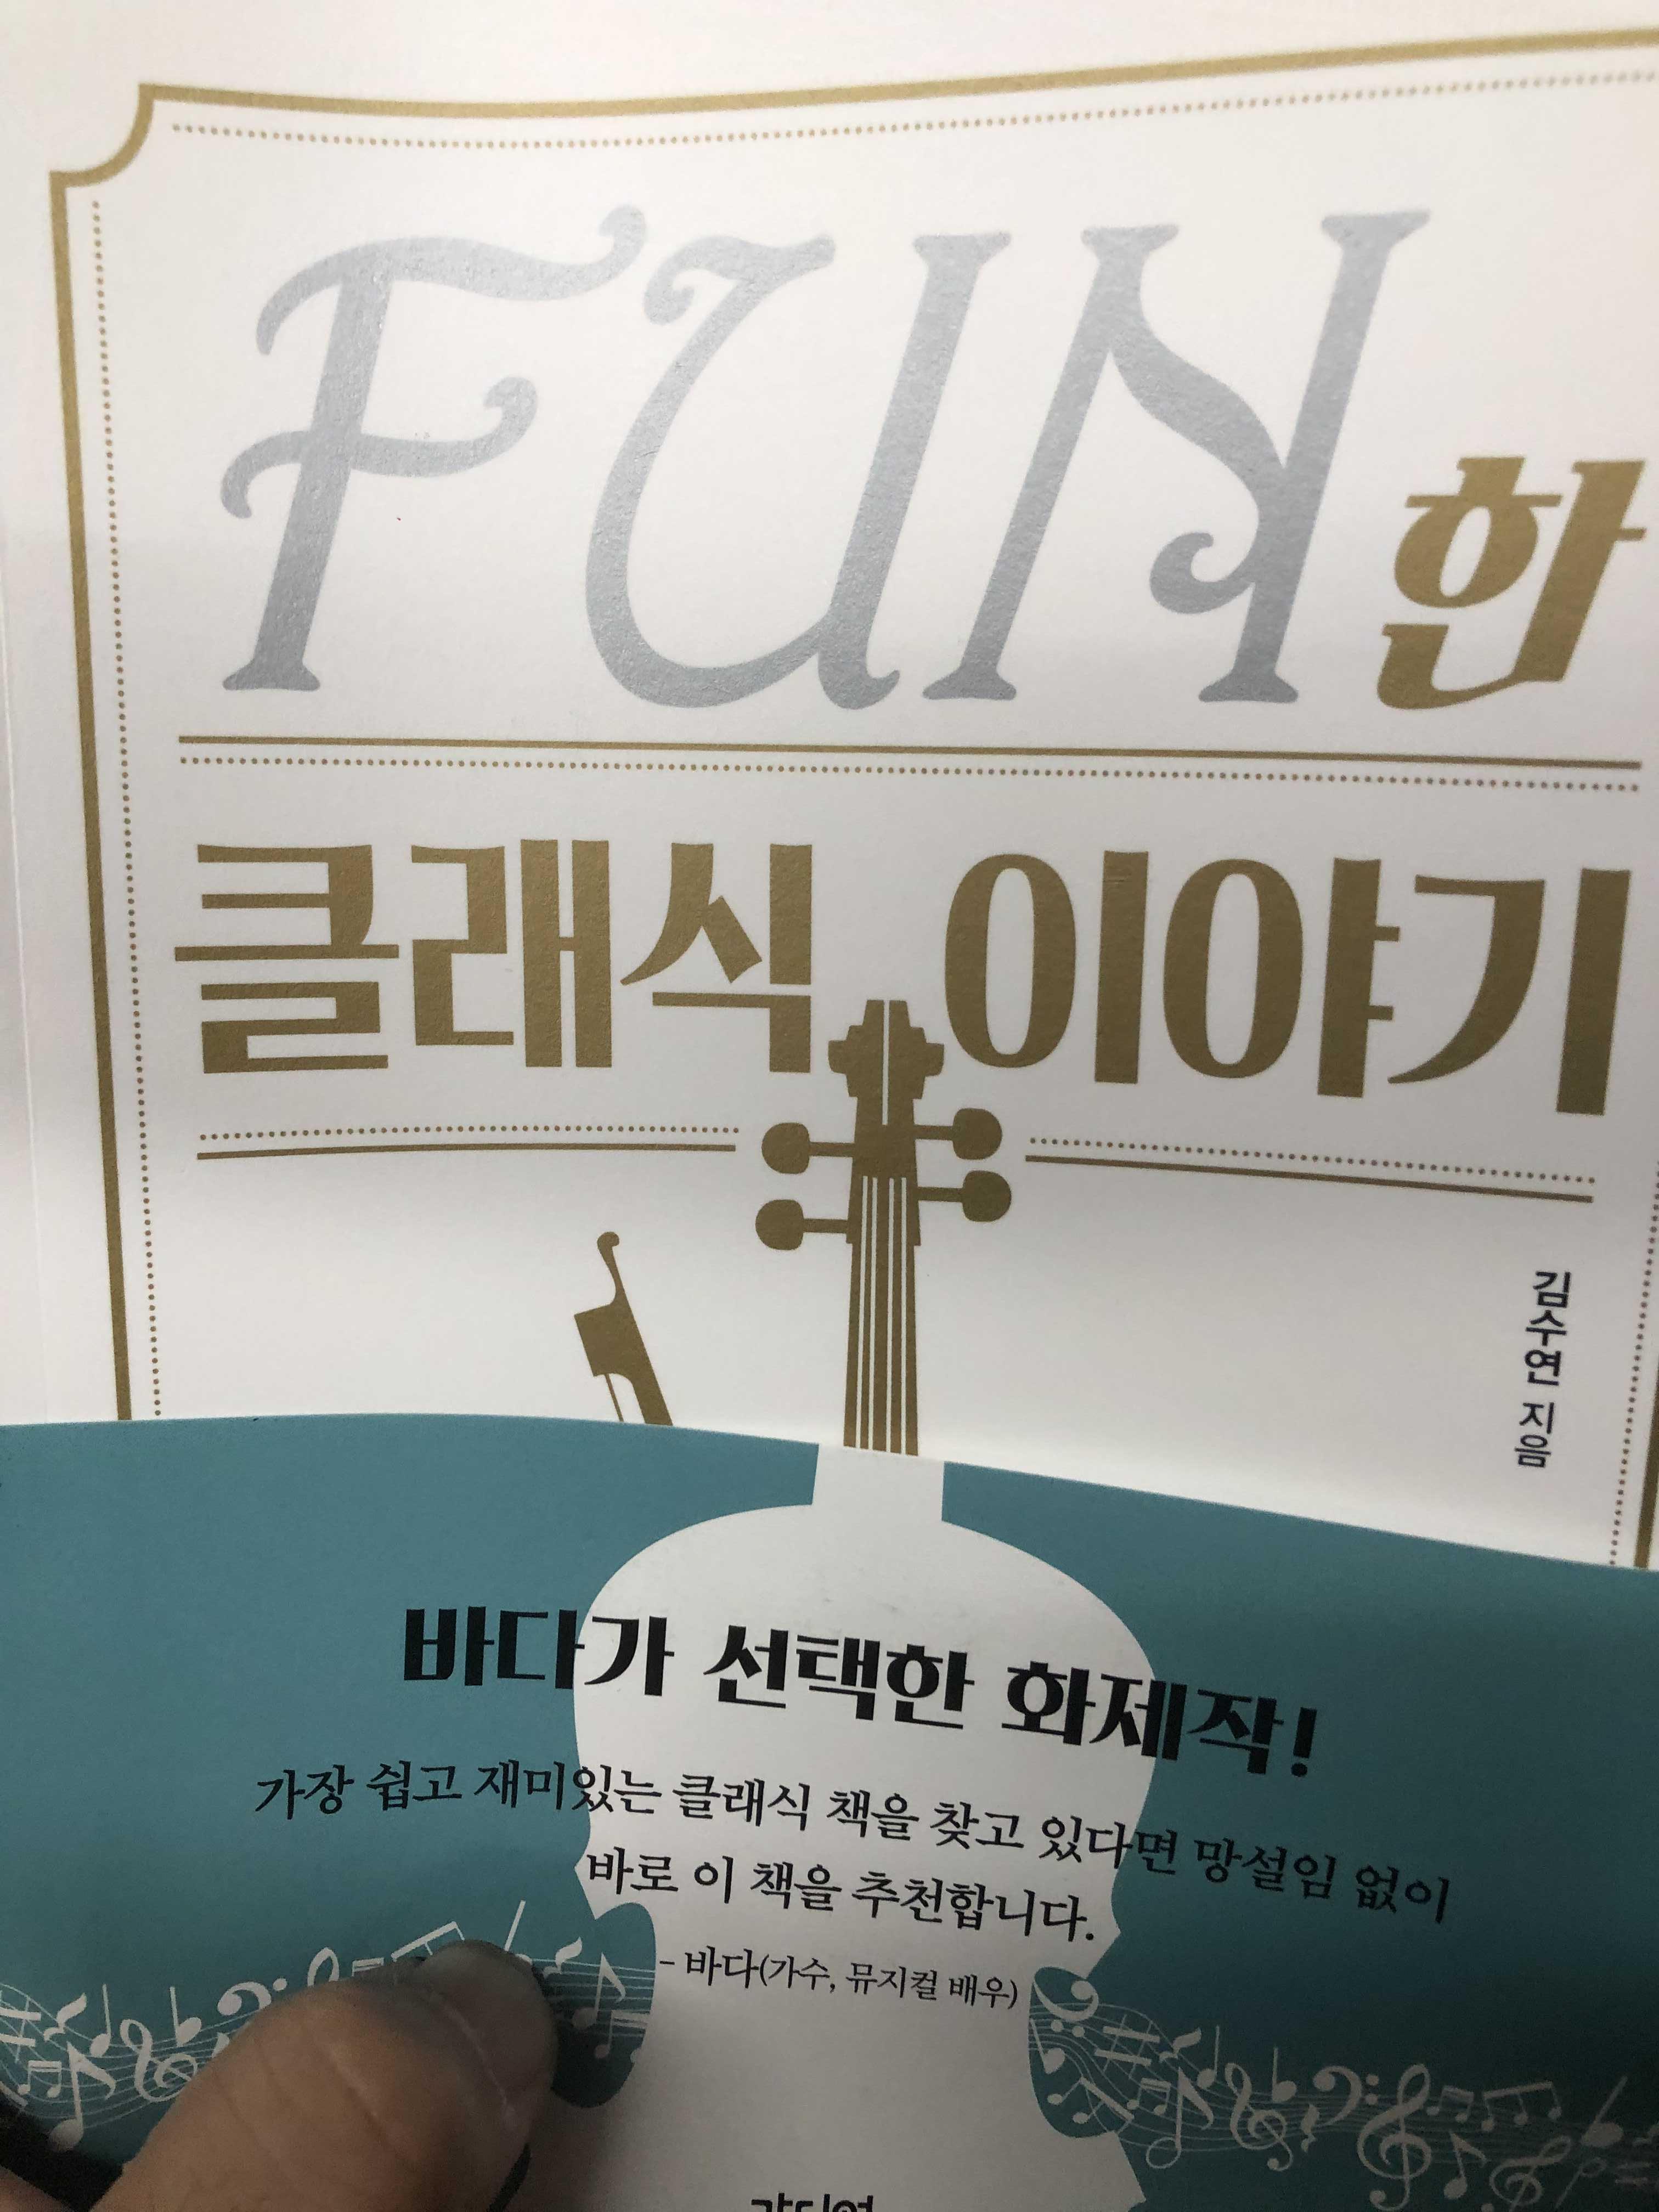 FUN한
클래식 이야기
김수연 지음
바다가 선택한 화제작!
가장 쉽고 재미있는 클래식 책을 찾고 있다면 망설임 없이
바로 이 책을 추천합니다.
- 바다(가수, 뮤지컬 배우)